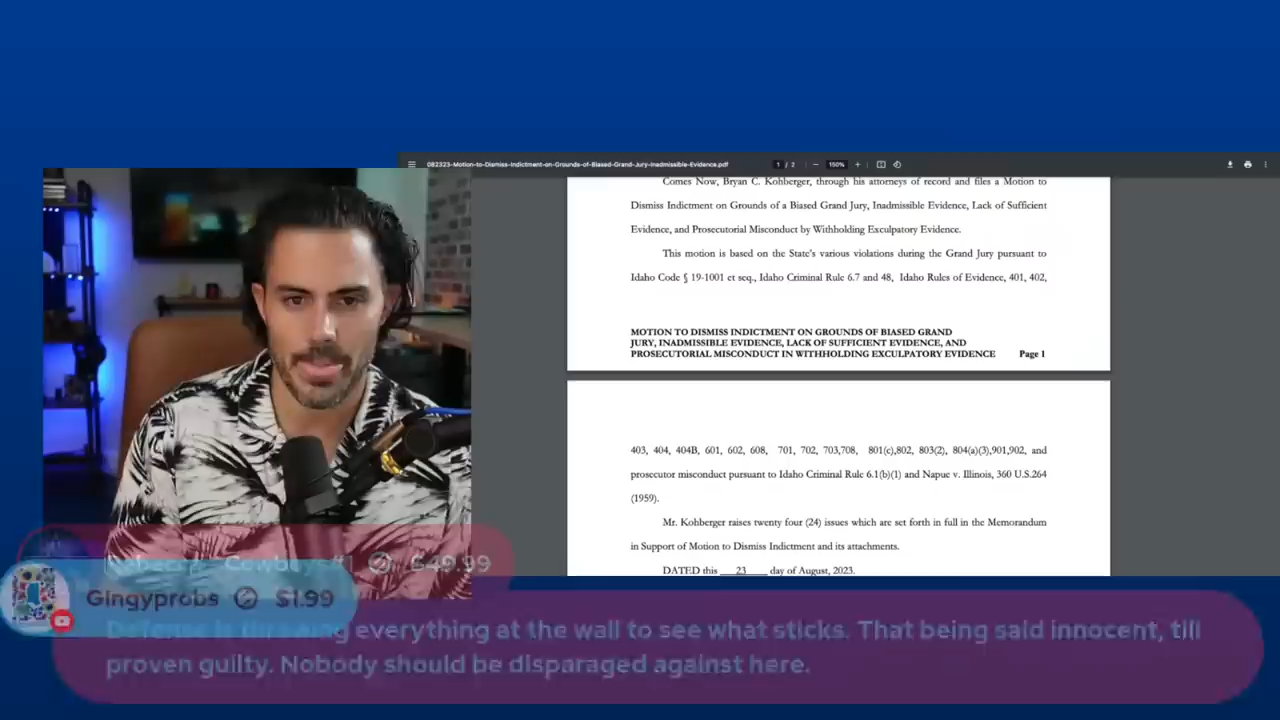 082323-Motion-to-Dismiss-Indictment-on-Grounds-of-Biased-Grand-Jury-Inadmissible-Evidence.pdf
1 / 2
150%
Comes Now, Bryan C. Kohberger, through his attorneys of record and files a Motion to
Dismiss Indictment on Grounds of a Biased Grand Jury, Inadmissible Evidence, Lack of Sufficient
Evidence, and Prosecutorial Misconduct by Withholding Exculpatory Evidence.
This motion is based on the State's various violations during the Grand Jury pursuant to
Idaho Code § 19-1001 et seq., Idaho Criminal Rule 6.7 and 48, Idaho Rules of Evidence, 401, 402,
MOTION TO DISMISS INDICTMENT ON GROUNDS OF BIASED GRAND
JURY, INADMISSIBLE EVIDENCE, LACK OF SUFFICIENT EVIDENCE, AND
PROSECUTORIAL MISCONDUCT IN WITHHOLDING EXCULPATORY EVIDENCE Page 1
403, 404, 404B, 601, 602, 608, 701, 702, 703,708, 801(c),802, 803(2), 804(a)(3),901,902, and
prosecutor misconduct pursuant to Idaho Criminal Rule 6.1(b)(1) and Napue v. Illinois, 360 U.S.264
(1959).
Mr. Kohberger raises twenty four (24) issues which are set forth in full in the Memorandum
in Support of Motion to Dismiss Indictment and its attachments.
DATED this 23 day of August, 2023.
Cowboys#1 $49.99
Gingyprobs $1.99
Defense is throwing everything at the wall to see what sticks. That being said innocent, till
proven guilty. Nobody should be disparaged against here.